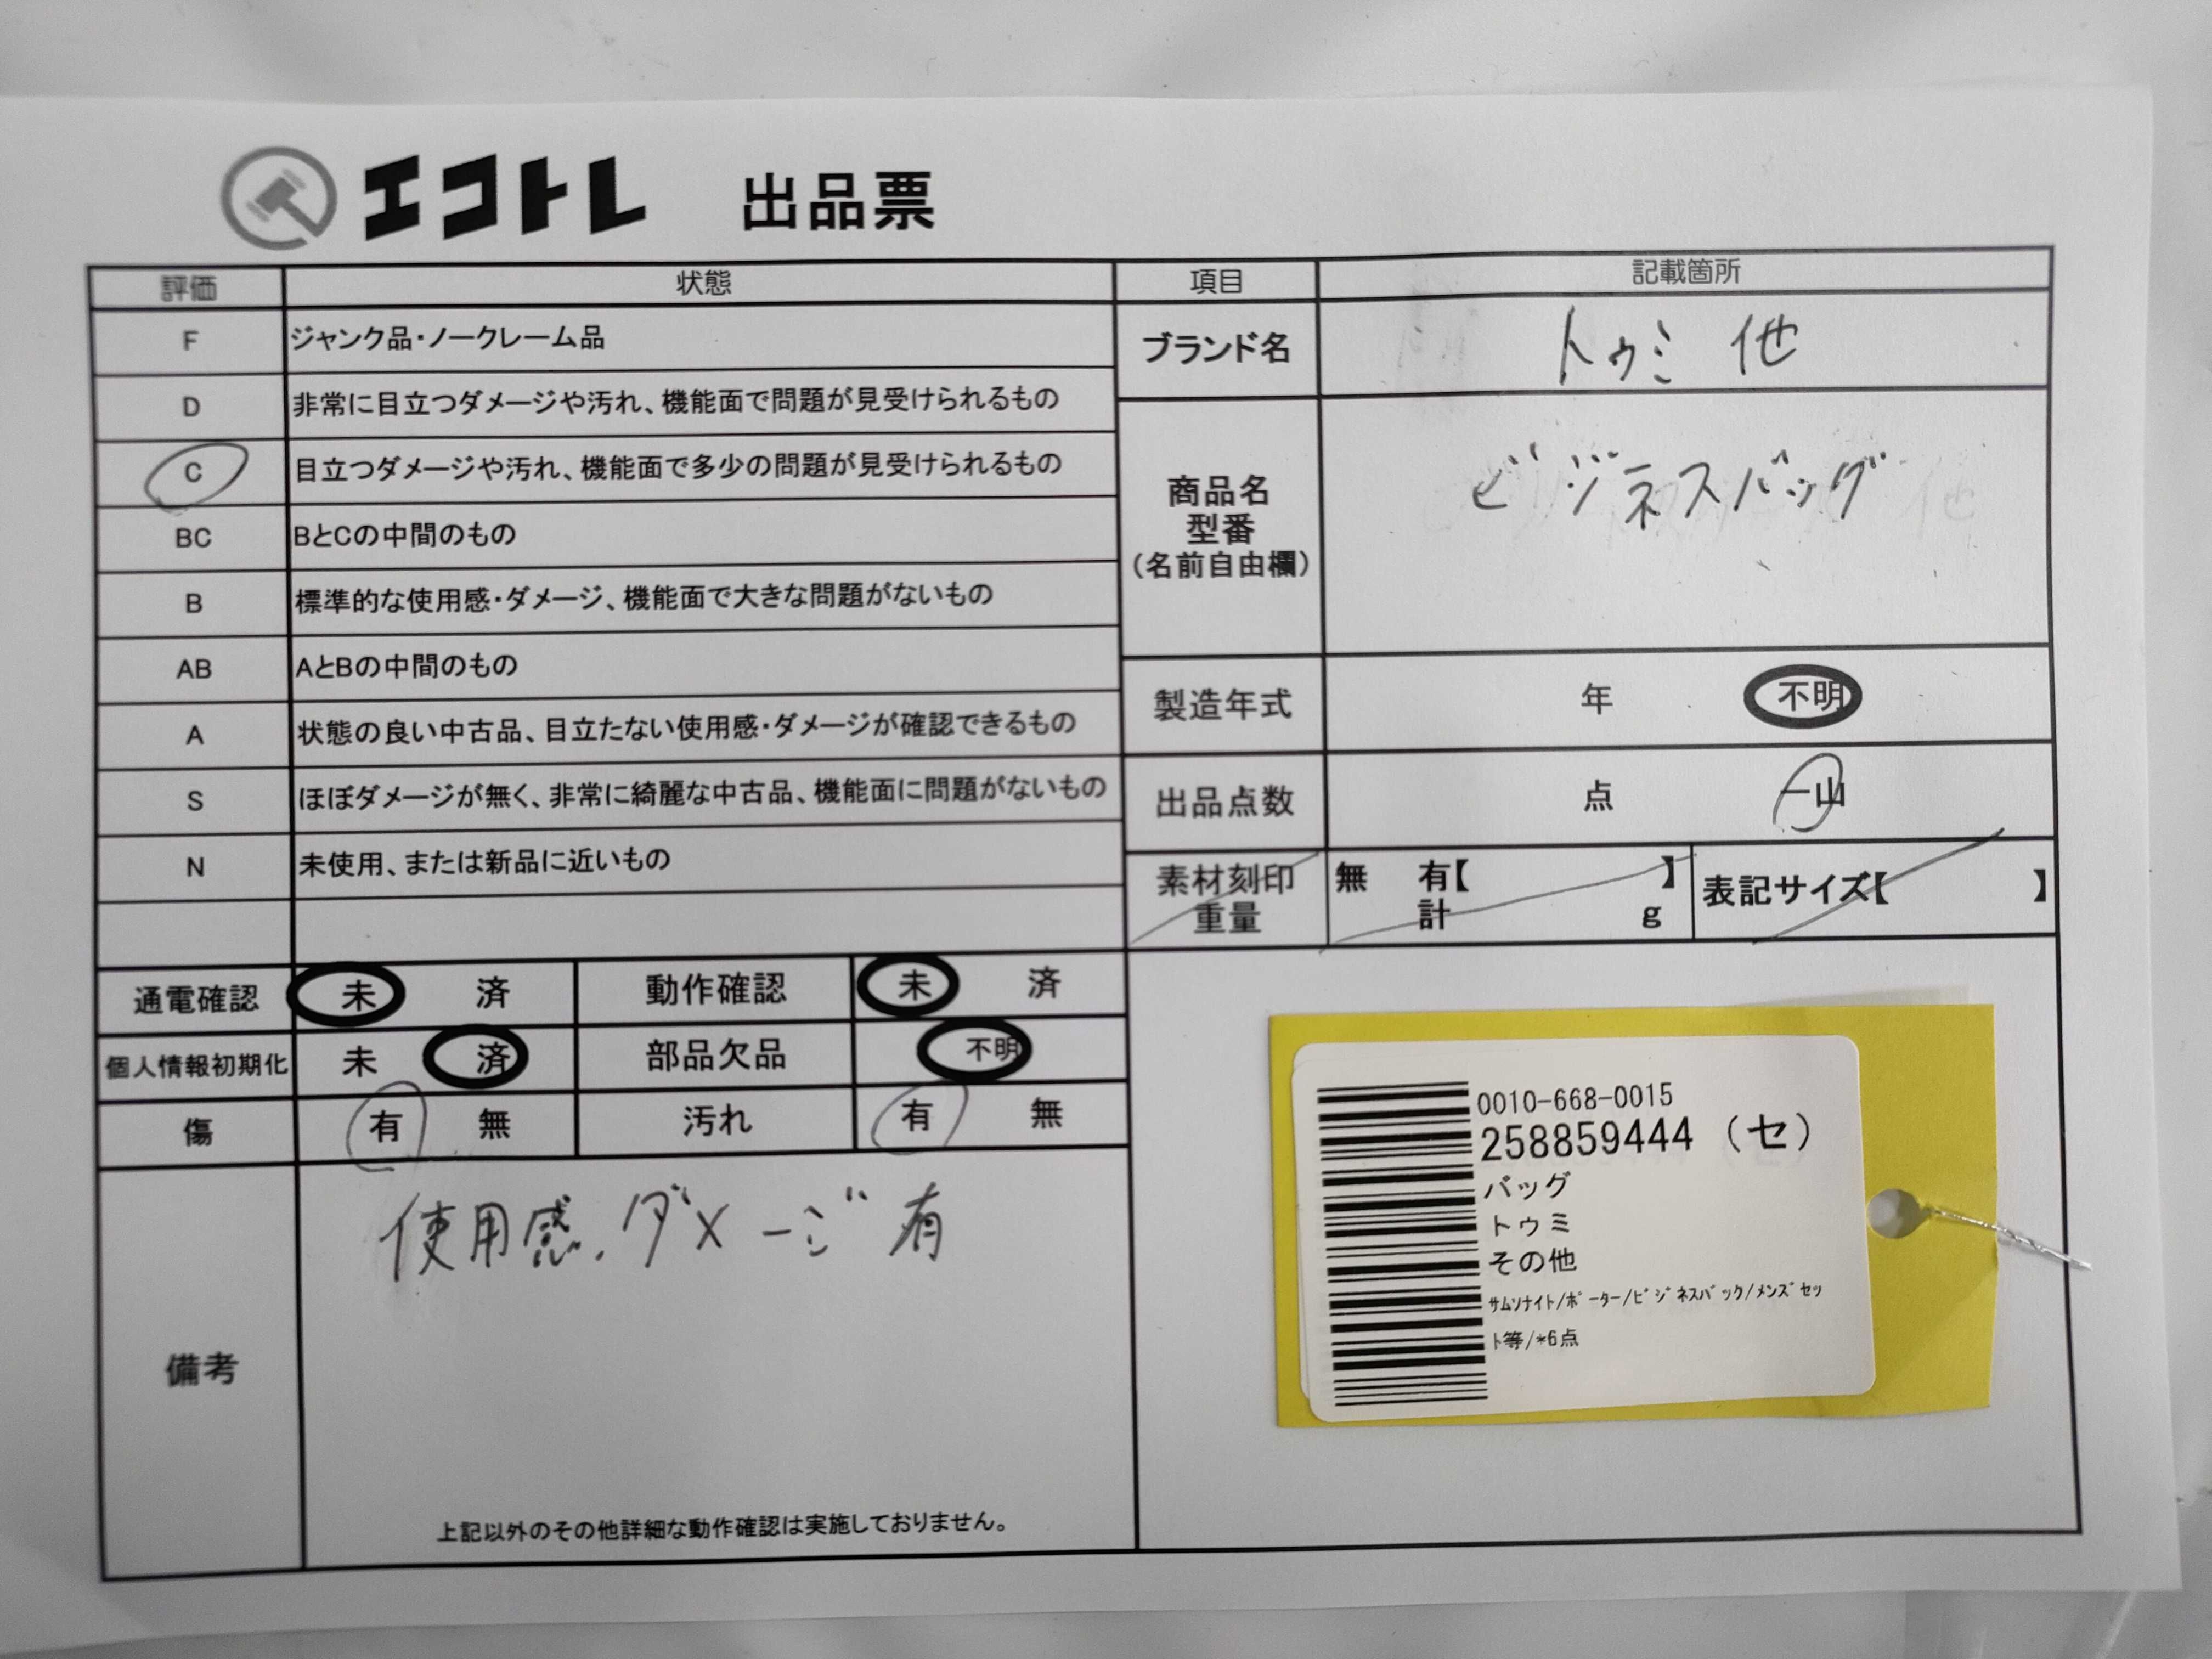 エコトレ 出品票
評価 状態 項目 記載箇所
F ジャンク品・ノークレーム品
D 非常に目立つダメージや汚れ、機能面で問題が見受けられるもの
C 目立つダメージや汚れ、機能面で多少の問題が見受けられるもの
BC BとCの中間のもの
B 標準的な使用感・ダメージ、機能面で大きな問題がないもの
AB AとBの中間のもの
A 状態の良い中古品、目立たない使用感・ダメージが確認できるもの
S ほぼダメージが無く、非常に綺麗な中古品、機能面に問題がないもの
N 未使用、または新品に近いもの
ブランド名 トゥミ 他
商品名
型番
(名前自由欄)
ビジネスバッグ
製造年式 年 不明
出品点数 点 一山
素材刻印
重量
無 有【 】
計 g
表記サイズ【 】
通電確認 未 済 動作確認 未 済
個人情報初期化 未 済 部品欠品 不明
傷 有 無 汚れ 有 無
備考
使用感、ダメージ有
上記以外のその他詳細な動作確認は実施しておりません。
0010-668-0015
258859444 (セ)
バッグ
トゥミ
その他
ｻﾑｿﾅｲﾄ/ﾎﾟｰﾀｰ/ﾋﾞｼﾞﾈｽﾊﾞｯｸ/ﾒﾝｽﾞｾｯ
ﾄ等/*6点